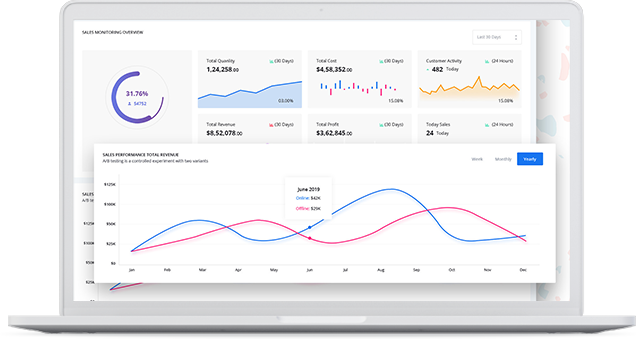 SALES MONITORING OVERVIEW
Last 30 Days
31.76%
54762
Total Quantity (30 Days)
1,24,258.00
03.00%
Total Cost (30 Days)
$4,58,352.00
15.08%
Customer Activity (24 Hours)
482 Today
15.08%
Total Revenue (30 Days)
$8,52,078.00
Total Profit (30 Days)
$3,62,845.00
Today Sales (24 Hours)
24 Today
SALES PERFORMANCE TOTAL REVENUE
A/B testing is a controlled experiment with two variants
Week Monthly Yearly
June 2019
Online: $42K
Offline: $29K
$125K
$100K
$50K
$25K
$0
Jan Feb Mar Apr May Jun Jul Aug Sep Oct Nov Dec
SALES
A/B test
$125K
$100K
$50K
$25K
$0